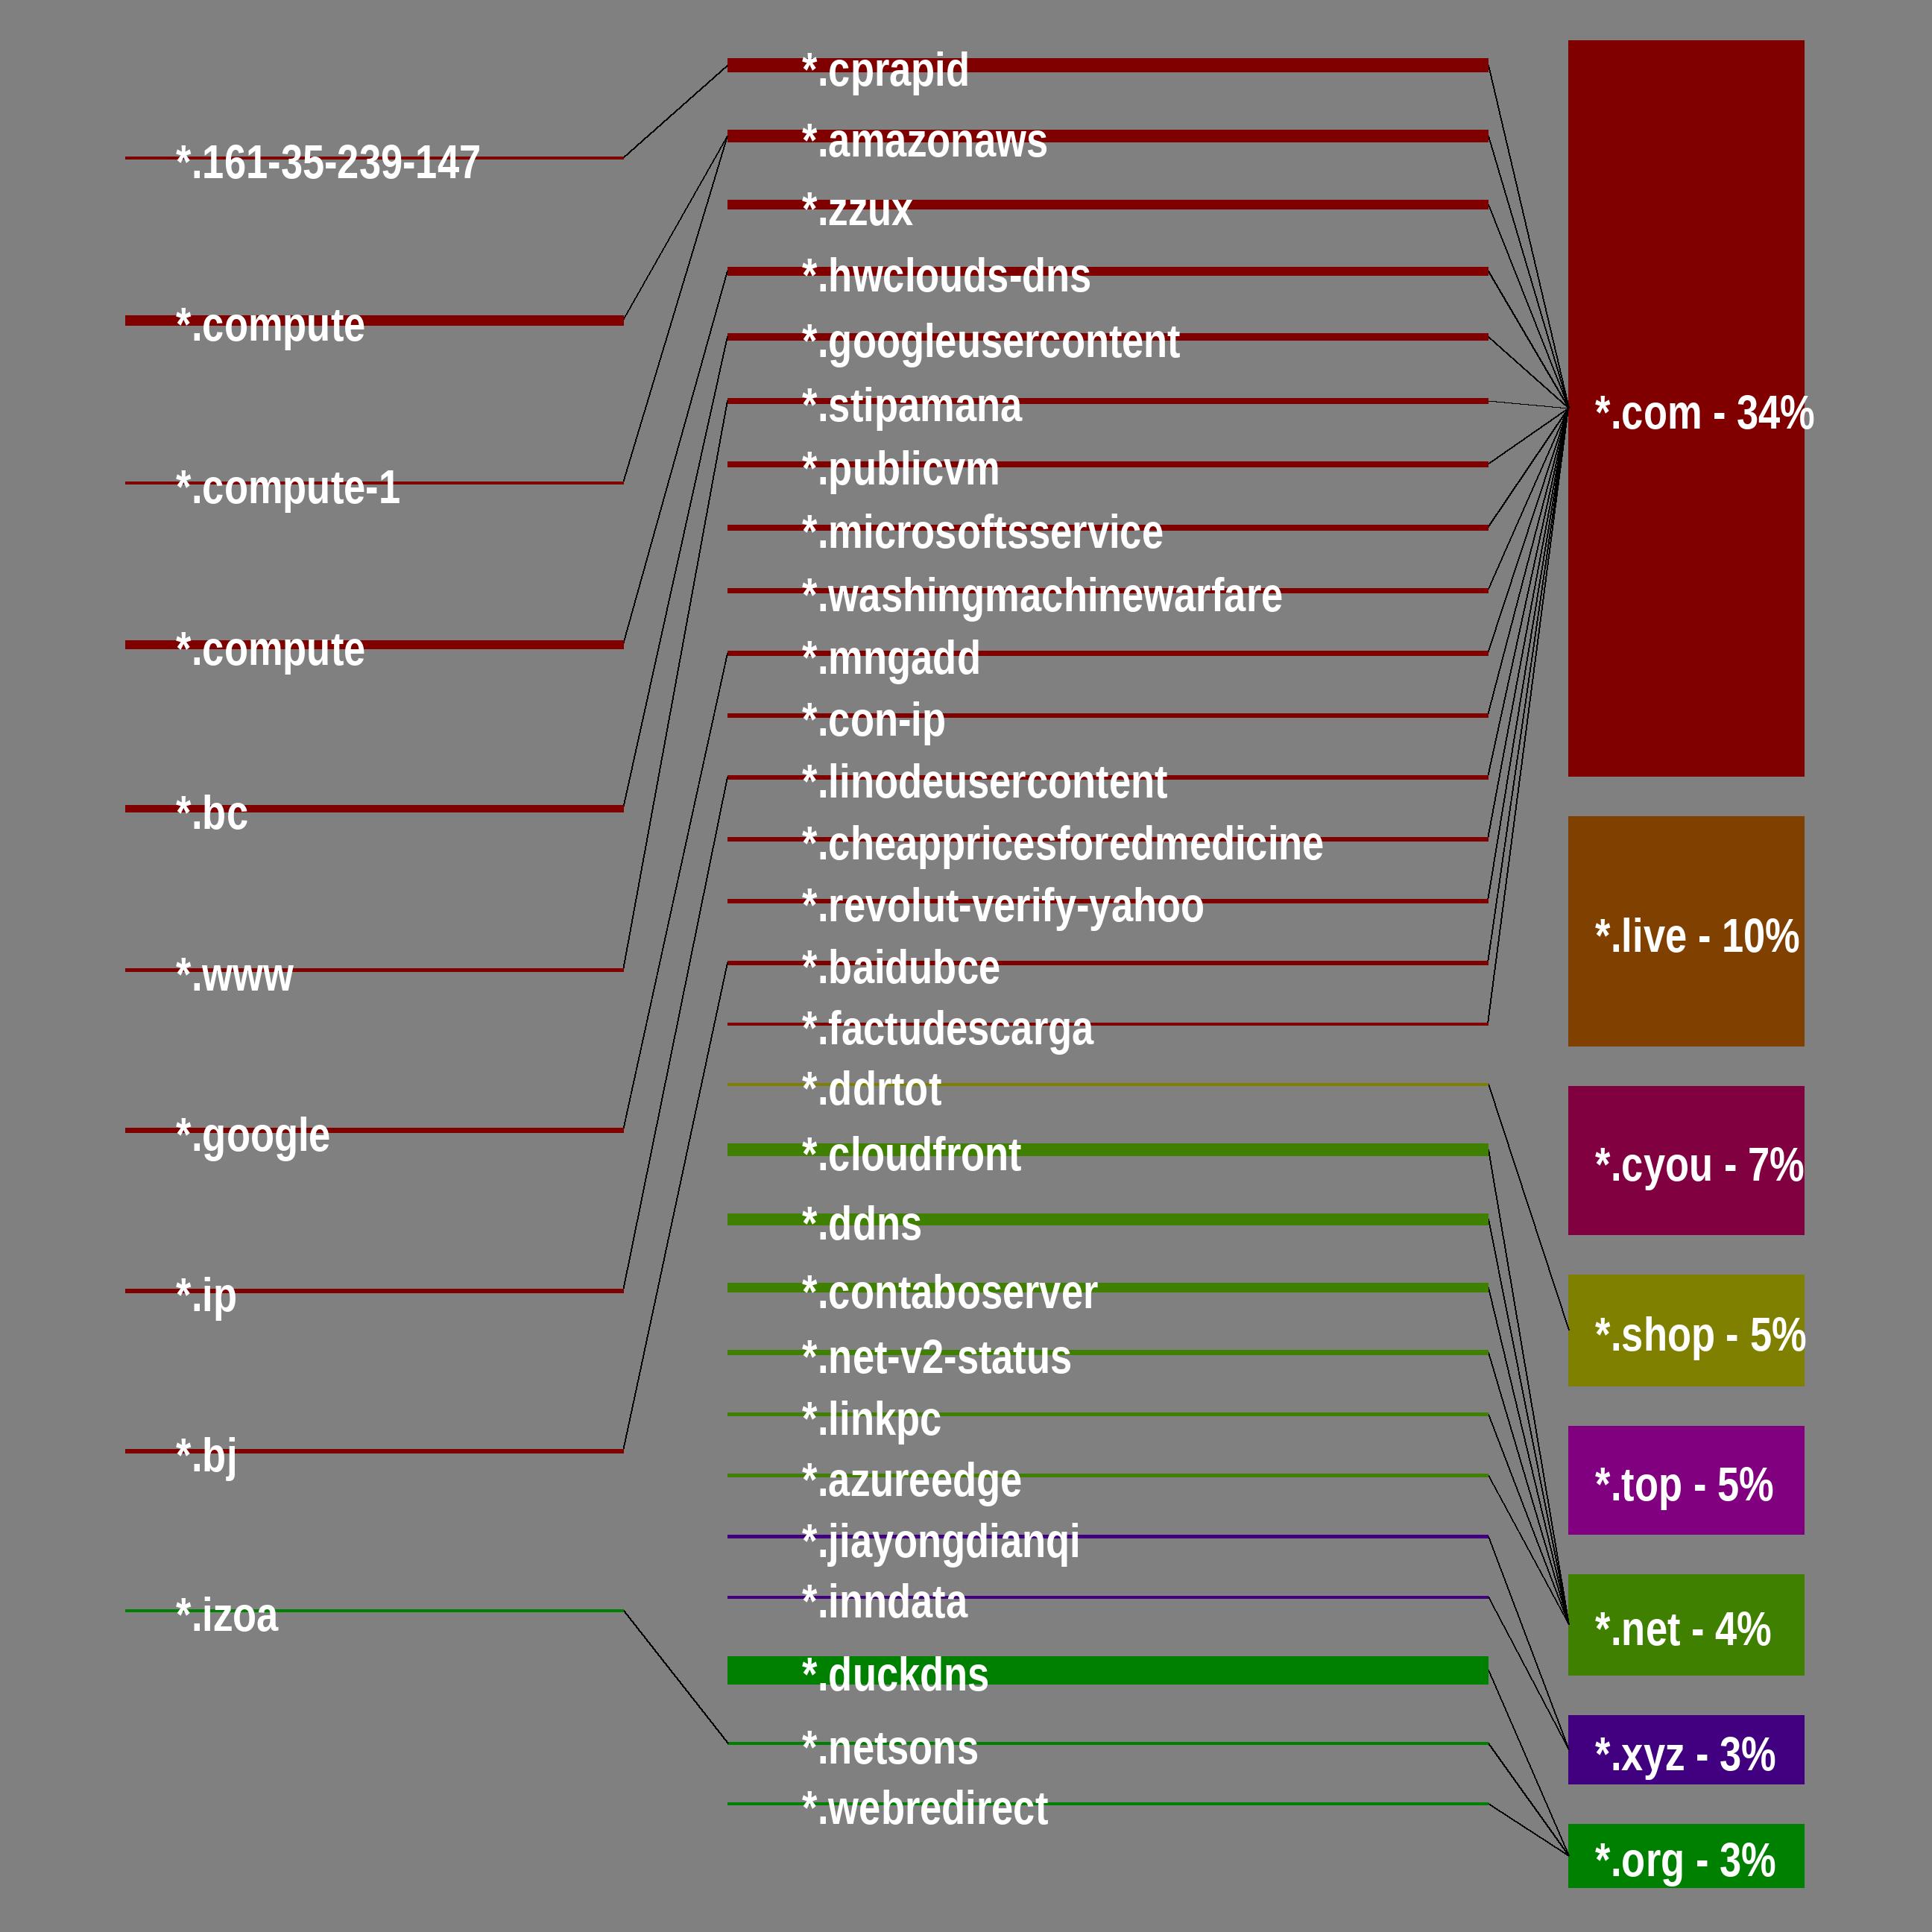 *.161-35-239-147
*.compute
*.compute-1
*.compute
*.bc
*.www
*.google
*.ip
*.bj
*.izoa
*.cprapid
*.amazonaws
*.zzux
*.hwclouds-dns
*.googleusercontent
*.stipamana
*.publicvm
*.microsoftsservice
*.washingmachinewarfare
*.mngadd
*.con-ip
*.linodeusercontent
*.cheappricesforedmedicine
*.revolut-verify-yahoo
*.baidubce
*.factudescarga
*.ddrtot
*.cloudfront
*.ddns
*.contaboserver
*.net-v2-status
*.linkpc
*.azureedge
*.jiayongdianqi
*.inndata
*.duckdns
*.netsons
*.webredirect
*.com - 34%
*.live - 10%
*.cyou - 7%
*.shop - 5%
*.top - 5%
*.net - 4%
*.xyz - 3%
*.org - 3%